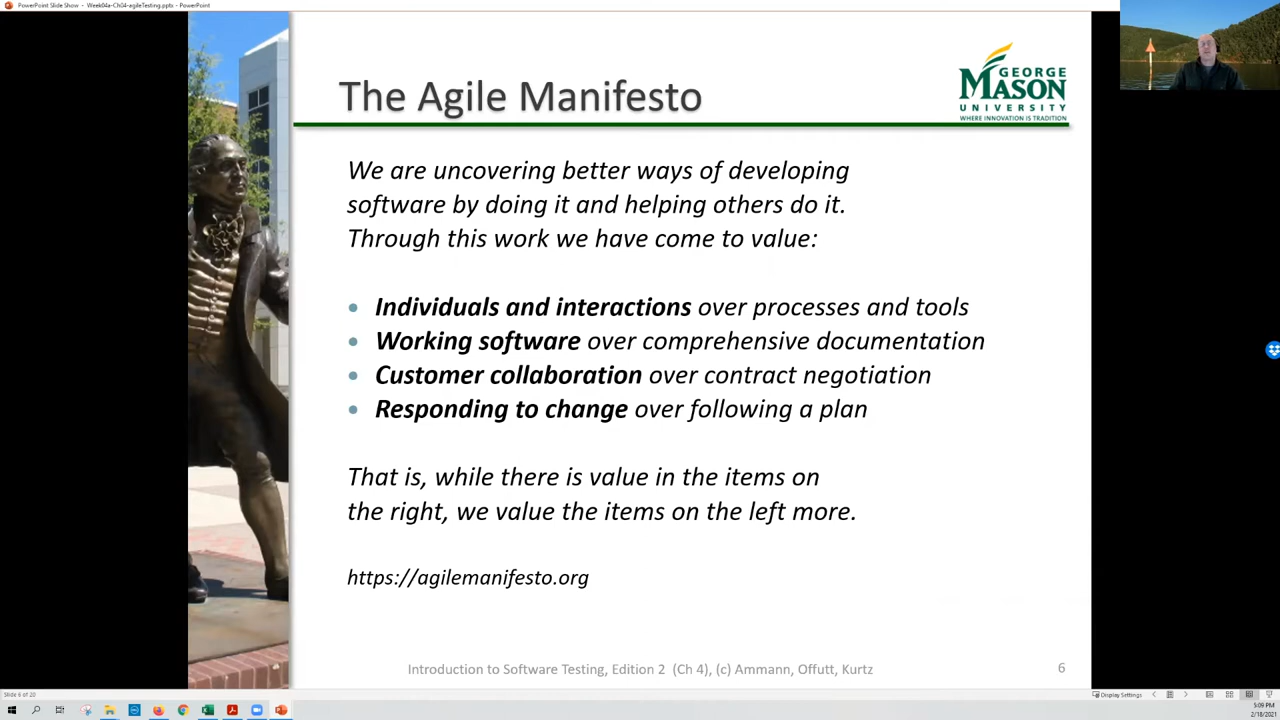 PowerPoint Slide Show - Week04a-Ch04-agileTesting.pptx - PowerPoint
The Agile Manifesto
GEORGE
MASON
UNIVERSITY
WHERE INNOVATION IS TRADITION
We are uncovering better ways of developing
software by doing it and helping others do it.
Through this work we have come to value:
• Individuals and interactions over processes and tools
• Working software over comprehensive documentation
• Customer collaboration over contract negotiation
• Responding to change over following a plan
That is, while there is value in the items on
the right, we value the items on the left more.
https://agilemanifesto.org
Introduction to Software Testing, Edition 2 (Ch 4), (c) Ammann, Offutt, Kurtz
6
Slide 6 of 20
Display Settings
5:09 PM
2/18/2021